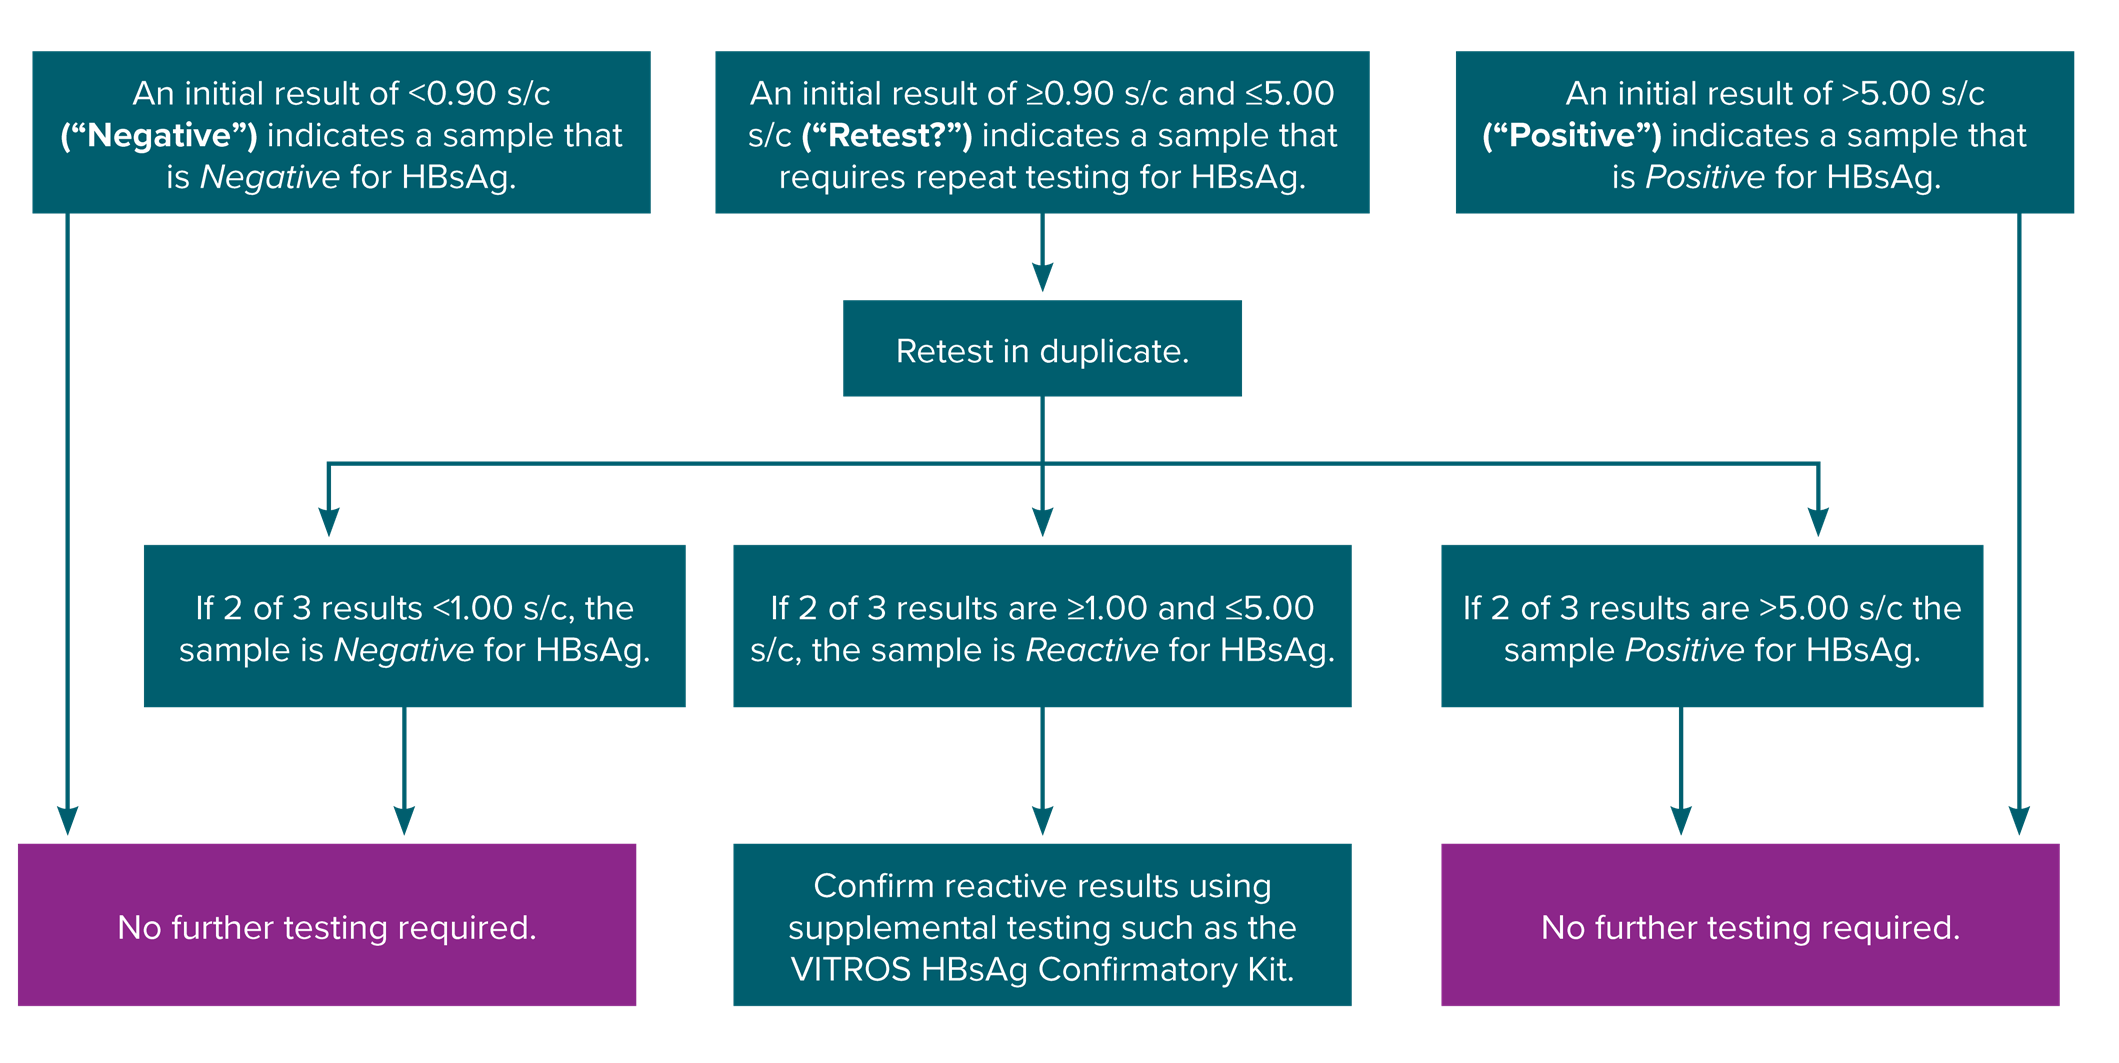 An initial result of <0.90 s/c
(“Negative”) indicates a sample that
is Negative for HBsAg.
An initial result of ≥0.90 s/c and ≤5.00
s/c (“Retest?”) indicates a sample that
requires repeat testing for HBsAg.
An initial result of >5.00 s/c
(“Positive”) indicates a sample that
is Positive for HBsAg.
Retest in duplicate.
If 2 of 3 results <1.00 s/c, the
sample is Negative for HBsAg.
If 2 of 3 results are ≥1.00 and ≤5.00
s/c, the sample is Reactive for HBsAg.
If 2 of 3 results are >5.00 s/c the
sample Positive for HBsAg.
No further testing required.
Confirm reactive results using
supplemental testing such as the
VITROS HBsAg Confirmatory Kit.
No further testing required.